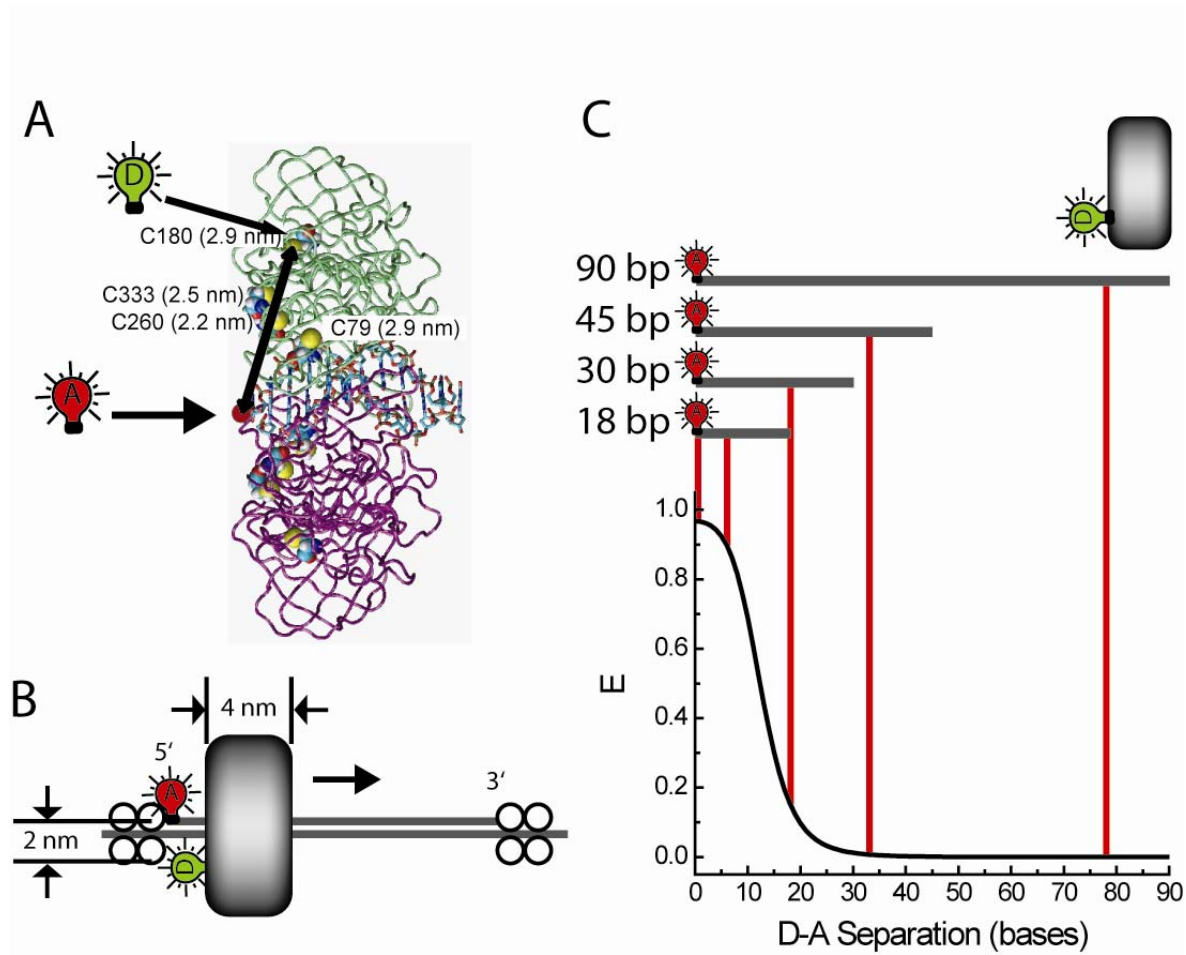 A
D
C180 (2.9 nm)
C333 (2.5 nm)
C260 (2.2 nm)
C79 (2.9 nm)
A
B
4 nm
5'
A
3'
2 nm
D
C
D
90 bp
A
45 bp
A
30 bp
A
18 bp
A
1.0
0.8
0.6
0.4
0.2
0.0
E
0 10 20 30 40 50 60 70 80 90
D-A Separation (bases)